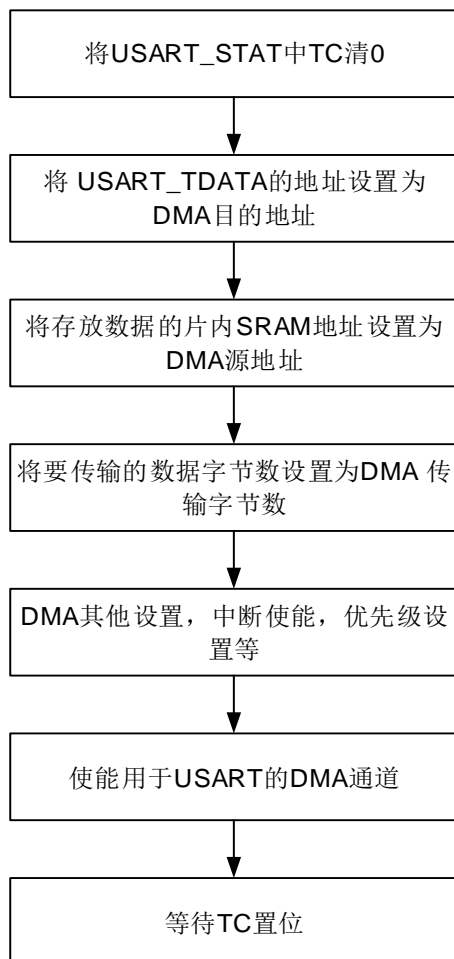 将USART_STAT中TC清0
将 USART_TDATA的地址设置为
DMA目的地址
将存放数据的片内SRAM地址设置为
DMA源地址
将要传输的数据字节数设置为DMA 传
输字节数
DMA其他设置，中断使能，优先级设
置等
使能用于USART的DMA通道
等待TC置位